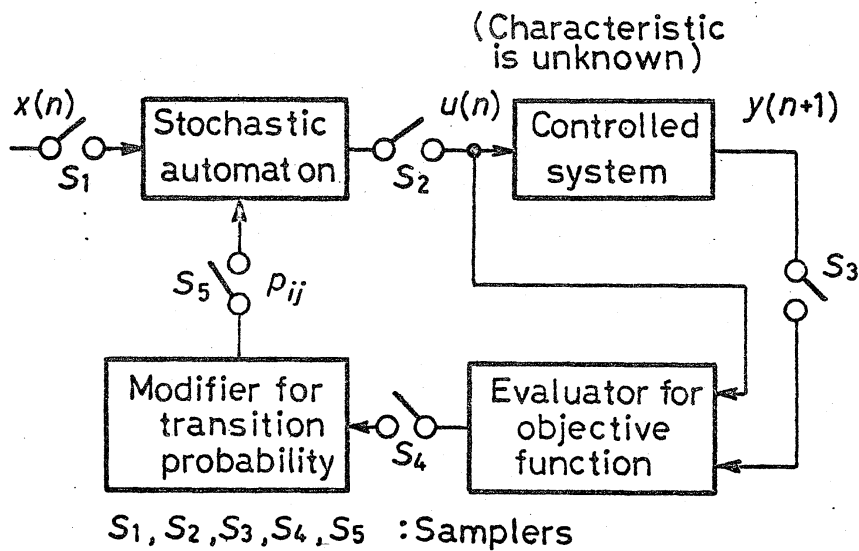 (Characteristic
is unknown)
x(n)
Stochastic
automaton
u(n)
Controlled
system
y(n+1)
S1
S2
S3
S5
pij
Modifier for
transition
probability
S4
Evaluator for
objective
function
S1, S2, S3, S4, S5 : Samplers